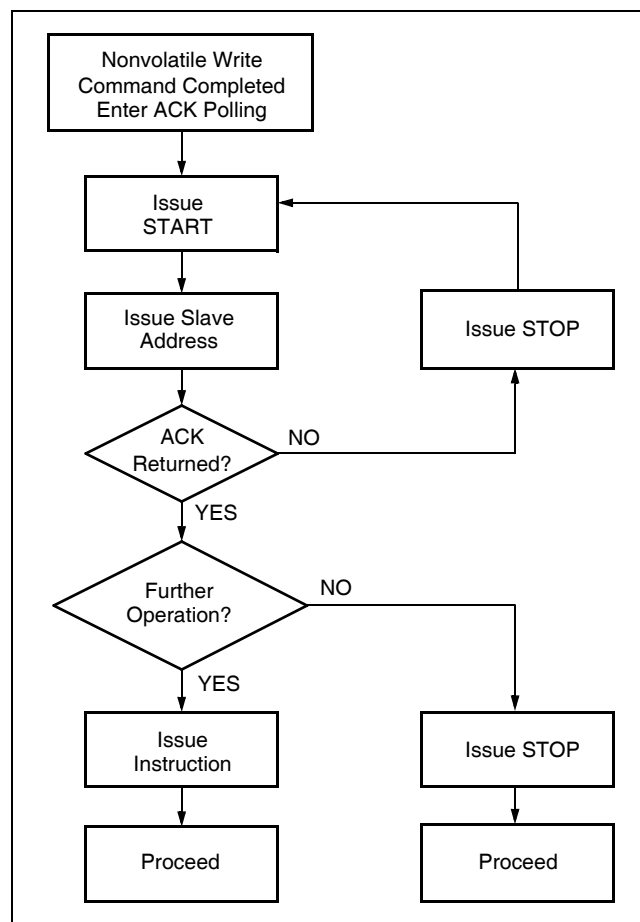 Nonvolatile Write
Command Completed
Enter ACK Polling
Issue
START
Issue Slave
Address
Issue STOP
ACK
Returned?
NO
YES
Further
Operation?
NO
YES
Issue
Instruction
Issue STOP
Proceed
Proceed